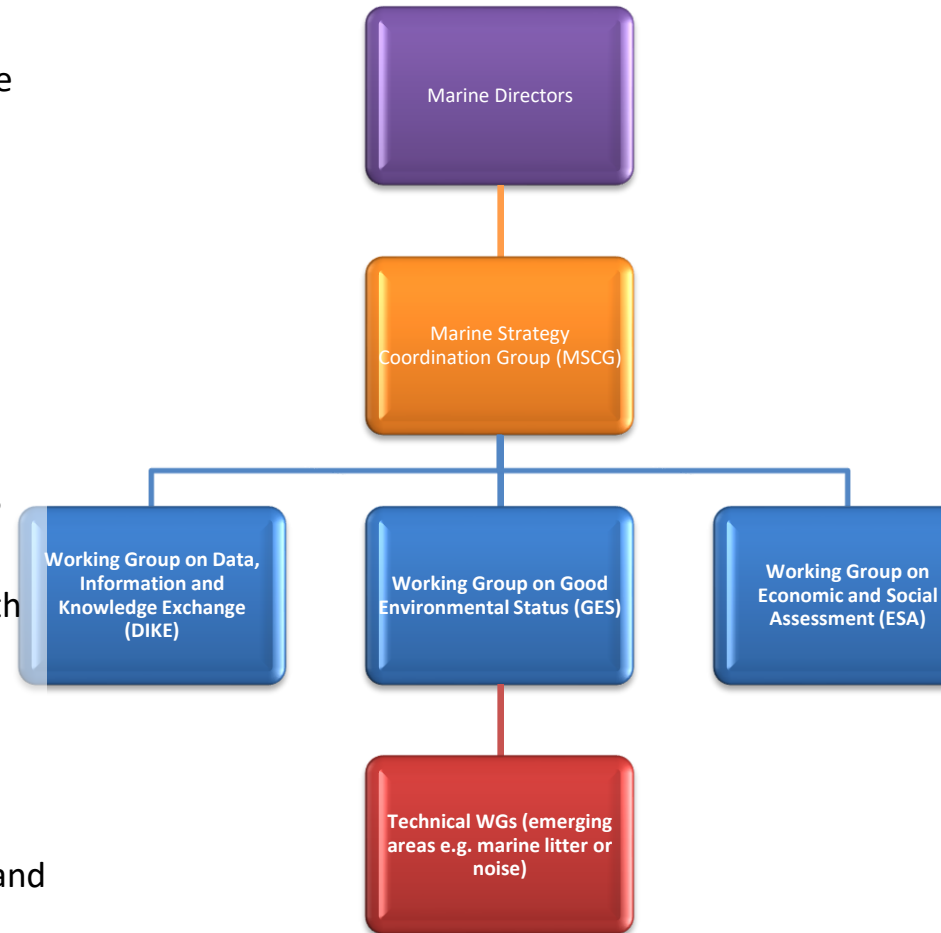 e
Marine Directors
Marine Strategy
Coordination Group (MSCG)
Working Group on Data,
Information and
Knowledge Exchange
(DIKE)
th
Working Group on Good
Environmental Status (GES)
Working Group on
Economic and Social
Assessment (ESA)
Technical WGs (emerging
areas e.g. marine litter or
noise)
and